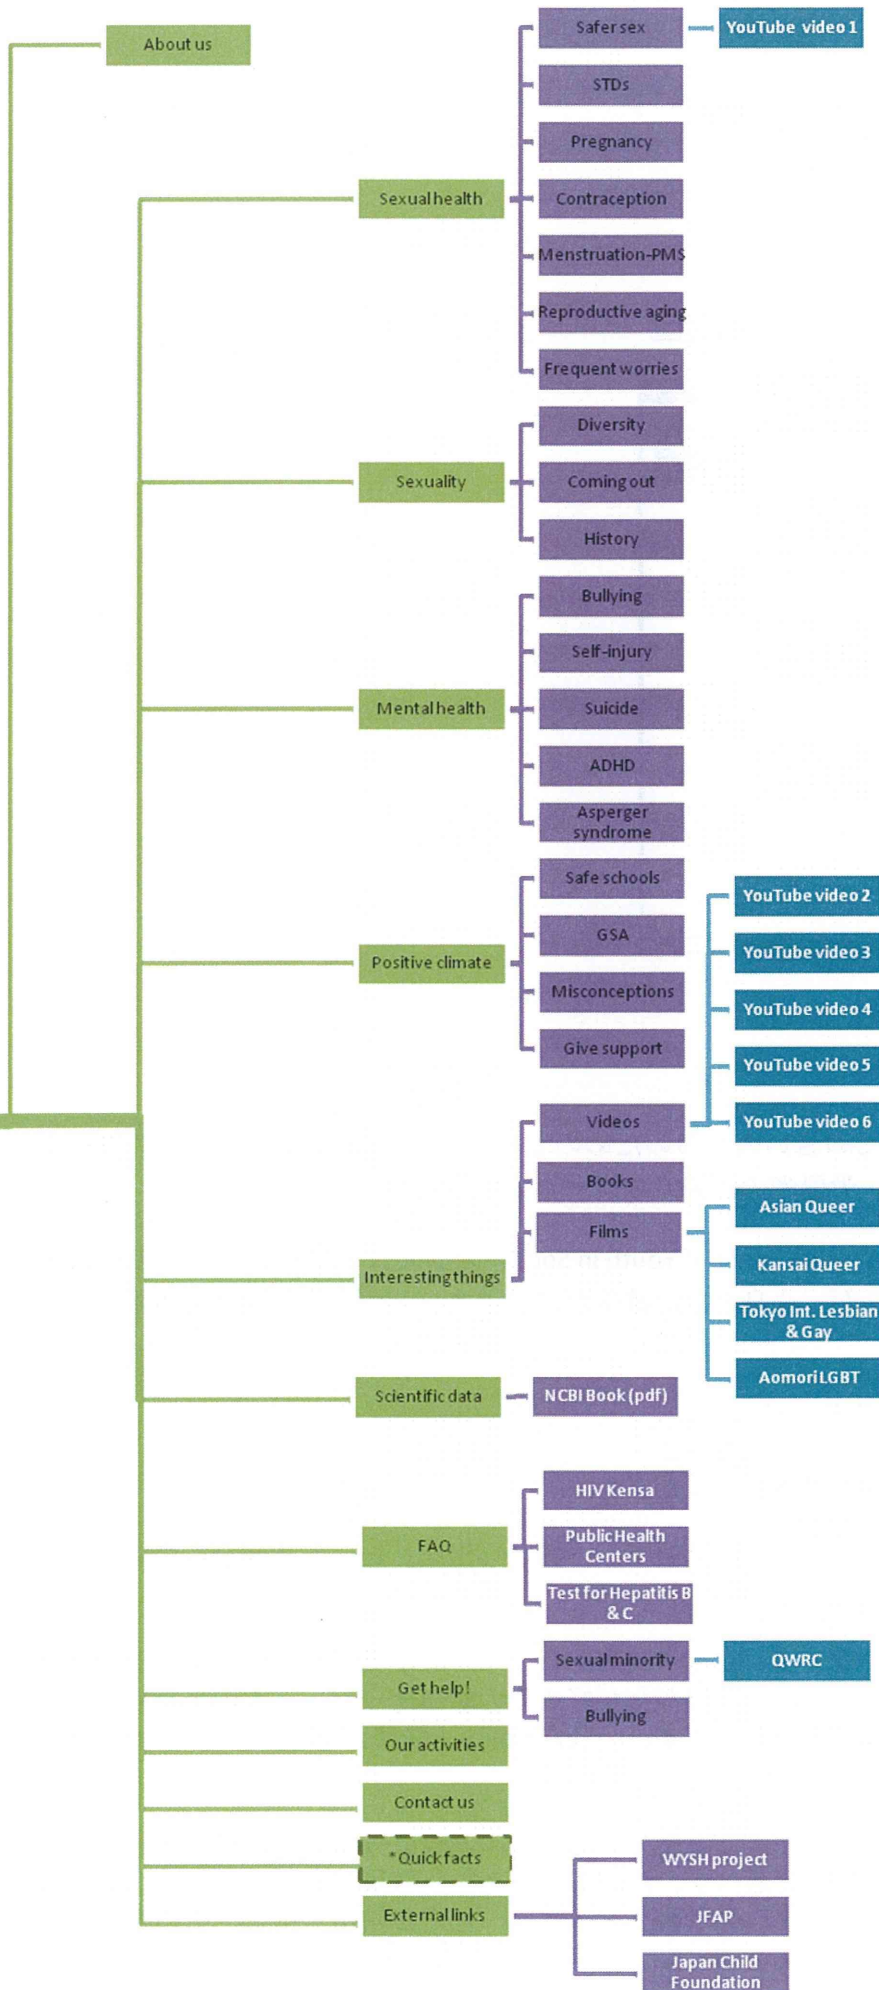 About us
Sexual health
Safer sex
YouTube video 1
STDs
Pregnancy
Contraception
Menstruation-PMS
Reproductive aging
Frequent worries
Sexuality
Diversity
Coming out
History
Mental health
Bullying
Self-injury
Suicide
ADHD
Asperger
syndrome
Positive climate
Safe schools
GSA
Misconceptions
Give support
Interesting things
Videos
YouTube video 2
YouTube video 3
YouTube video 4
YouTube video 5
YouTube video 6
Books
Films
Asian Queer
Kansai Queer
Tokyo Int. Lesbian
& Gay
Aomori LGBT
Scientific data
NCBI Book (pdf)
FAQ
HIV Kensa
Public Health
Centers
Test for Hepatitis B
& C
Get help!
Sexual minority
QWRC
Bullying
Our activities
Contact us
*Quick facts
External links
WYSH project
JFAP
Japan Child
Foundation